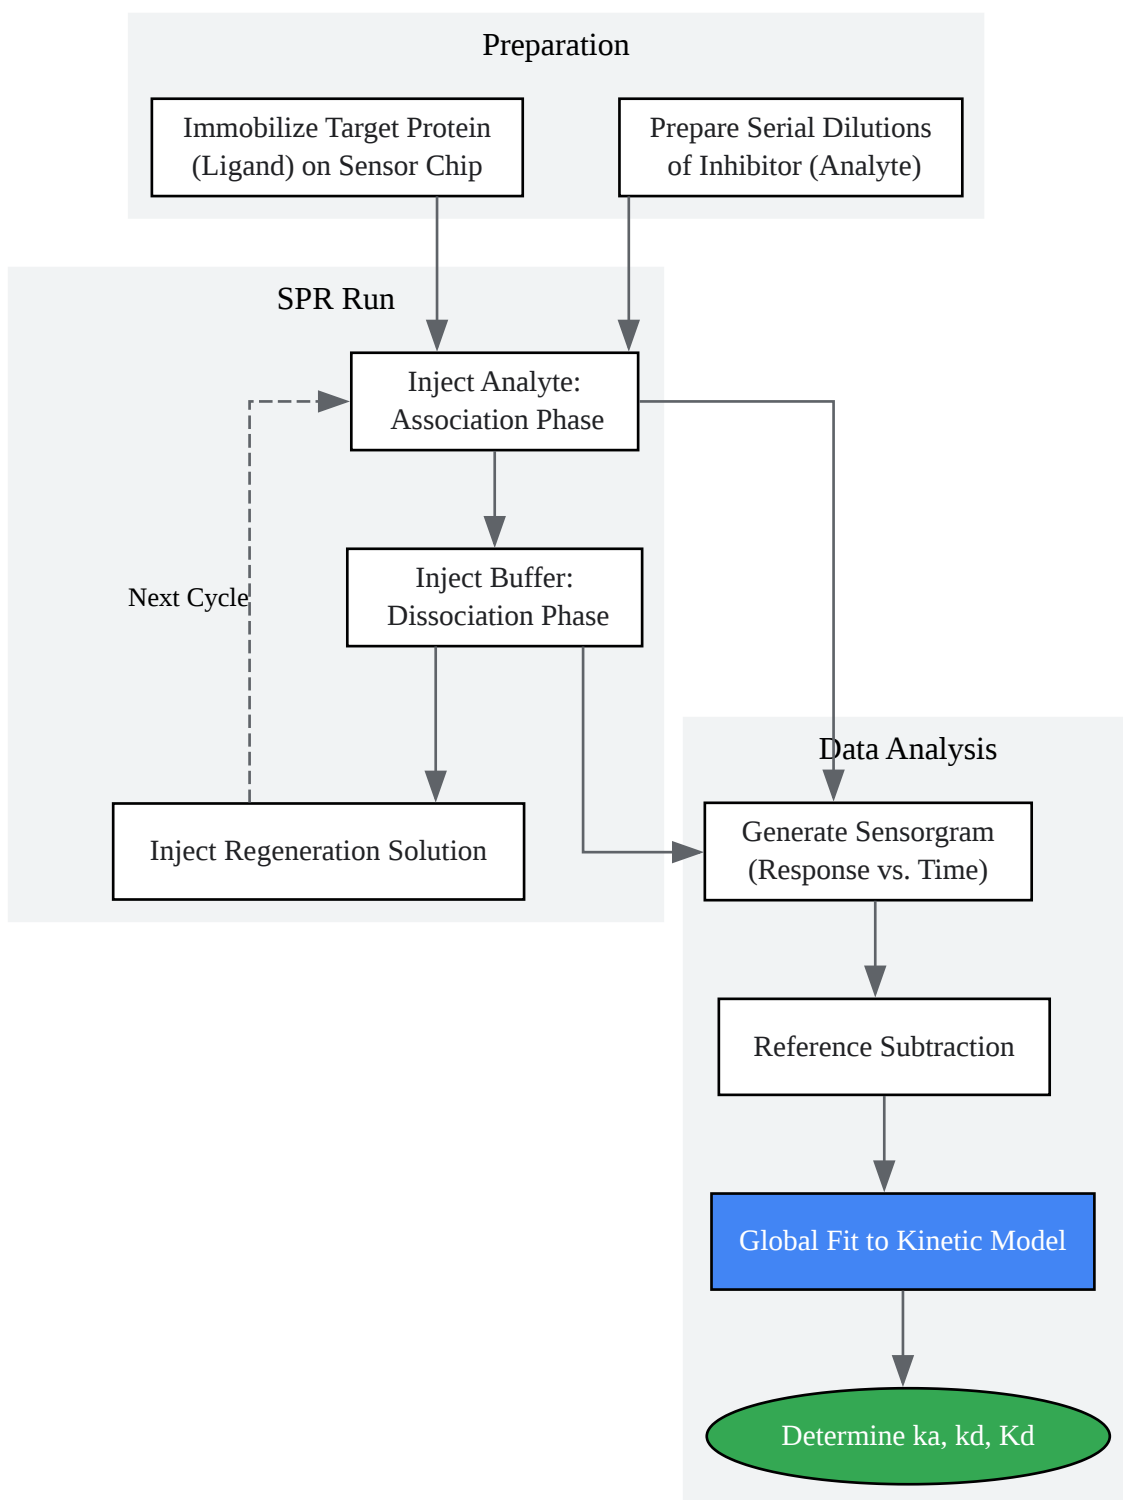 Preparation
Immobilize Target Protein
(Ligand) on Sensor Chip
Prepare Serial Dilutions
of Inhibitor (Analyte)
SPR Run
Inject Analyte:
Association Phase
Inject Buffer:
Dissociation Phase
Next Cycle
Inject Regeneration Solution
Data Analysis
Generate Sensorgram
(Response vs. Time)
Reference Subtraction
Global Fit to Kinetic Model
Determine ka, kd, Kd